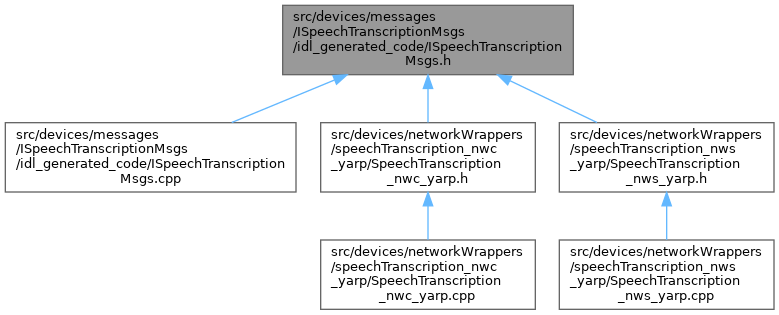 src/devices/messages
/ISpeechTranscriptionMsgs
/idl_generated_code/ISpeechTranscription
Msgs.h
src/devices/messages
/ISpeechTranscriptionMsgs
/idl_generated_code/ISpeechTranscription
Msgs.cpp
src/devices/networkWrappers
/speechTranscription_nwc
_yarp/SpeechTranscription
_nwc_yarp.h
src/devices/networkWrappers
/speechTranscription_nws
_yarp/SpeechTranscription
_nws_yarp.h
src/devices/networkWrappers
/speechTranscription_nwc
_yarp/SpeechTranscription
_nwc_yarp.cpp
src/devices/networkWrappers
/speechTranscription_nws
_yarp/SpeechTranscription
_nws_yarp.cpp